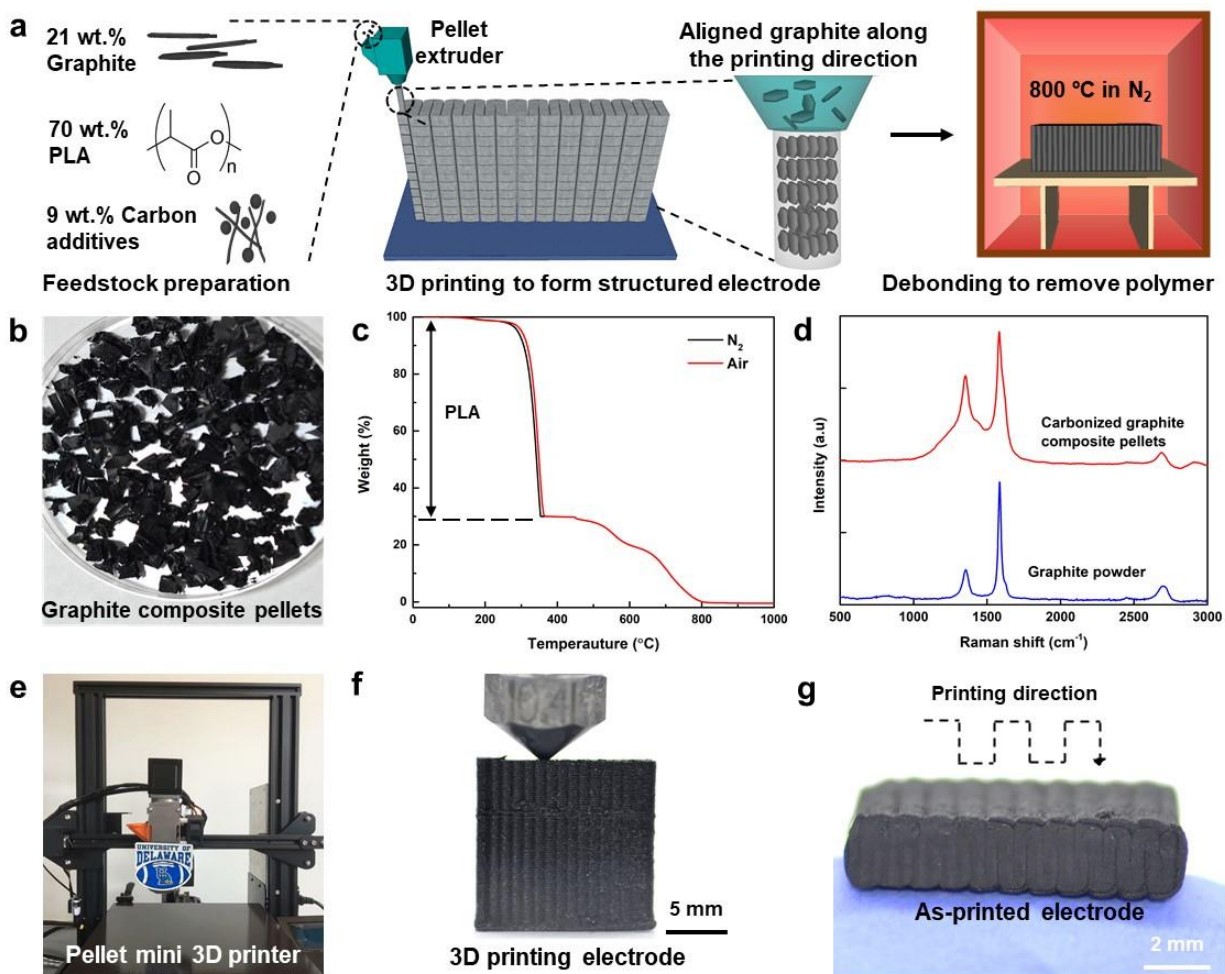 a
21 wt.%
Graphite
70 wt.%
PLA
O
O
n
9 wt.% Carbon
additives
Feedstock preparation
Pellet
extruder
3D printing to form structured electrode
Aligned graphite along
the printing direction
800 °C in N₂
Debonding to remove polymer
b
Graphite composite pellets
c
100
80
60
40
20
0
Weight (%)
PLA
N₂
Air
0
200
400
600
800
1000
Temperauture (°C)
d
Intensity (a.u)
Carbonized graphite
composite pellets
Graphite powder
500
1000
1500
2000
2500
3000
Raman shift (cm⁻¹)
e
UNIVERSITY OF
DELAWARE
Pellet mini 3D printer
f
0.4
5 mm
3D printing electrode
g
Printing direction
As-printed electrode
2 mm